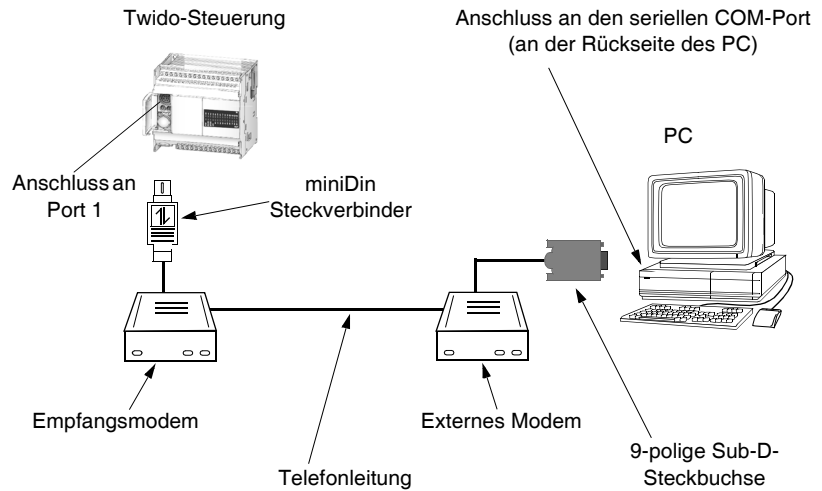 Twido-Steuerung
Anschluss an den seriellen COM-Port
(an der Rückseite des PC)
PC
Anschluss an
Port 1
miniDin
Steckverbinder
Empfangsmodem
Externes Modem
Telefonleitung
9-polige Sub-D-
Steckbuchse